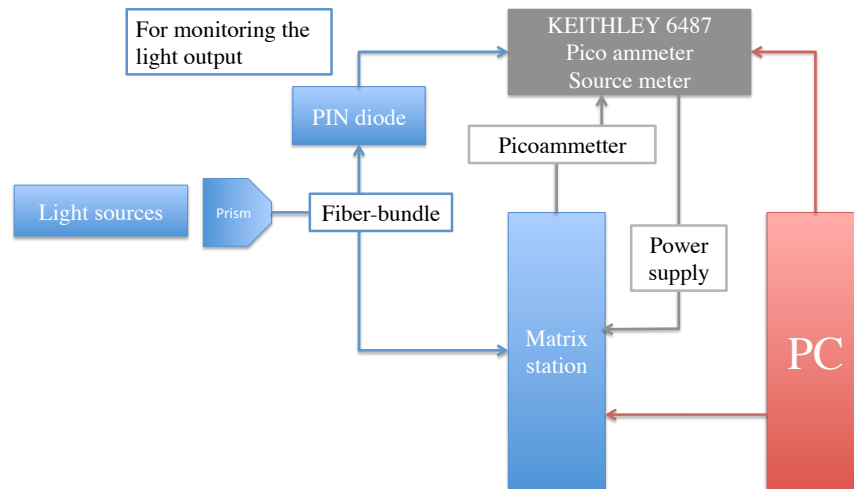 For monitoring the
light output
KEITHLEY 6487
Pico ammeter
Source meter
PIN diode
Picoammetter
Light sources
Prism
Fiber-bundle
Power
supply
Matrix
station
PC